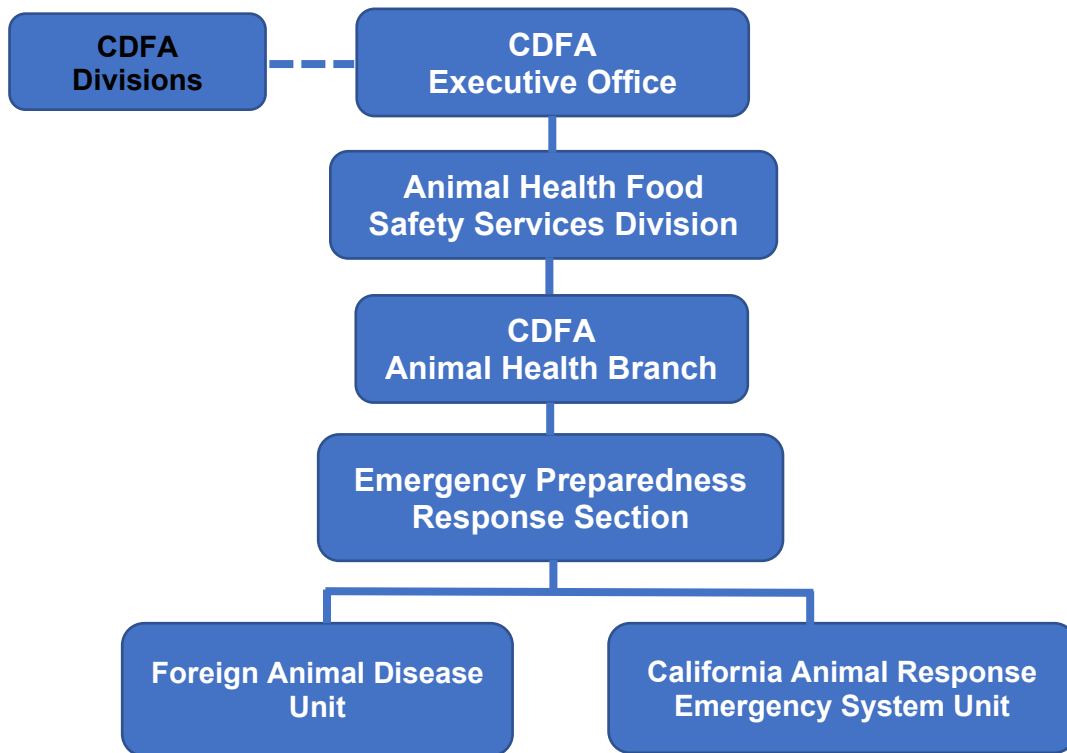 CDFA
Divisions
CDFA
Executive Office
Animal Health Food
Safety Services Division
CDFA
Animal Health Branch
Emergency Preparedness
Response Section
Foreign Animal Disease
Unit
California Animal Response
Emergency System Unit